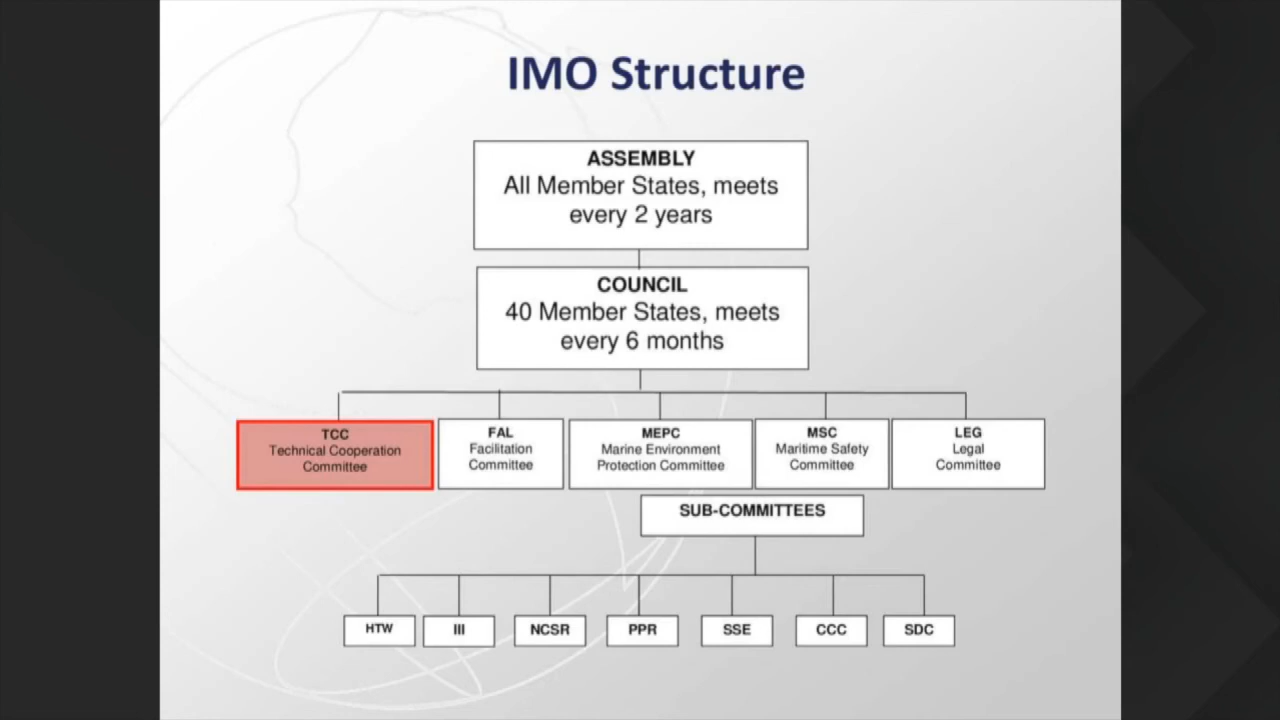 IMO Structure
ASSEMBLY
All Member States, meets
every 2 years
COUNCIL
40 Member States, meets
every 6 months
TCC
Technical Cooperation
Committee
FAL
Facilitation
Committee
MEPC
Marine Environment
Protection Committee
MSC
Maritime Safety
Committee
LEG
Legal
Committee
SUB-COMMITTEES
HTW
III
NCSR
PPR
SSE
CCC
SDC